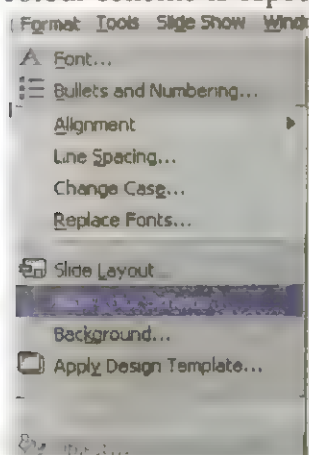 Format Tools Slide Show
A Font...
Bullets and Numbering...
Alignment
Line Spacing...
Change Case...
Replace Fonts...
Slide Layout
Background...
Apply Design Template...